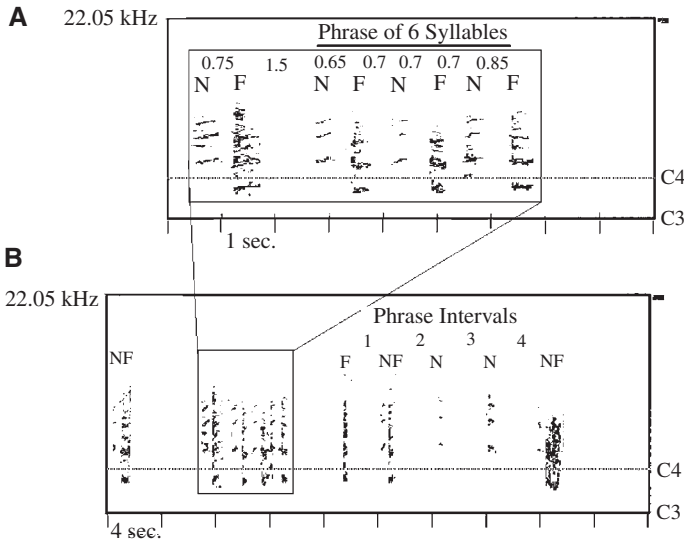 A
22.05 kHz
Phrase of 6 Syllables
0.75 1.5 0.65 0.7 0.7 0.7 0.85
N F N F N F N F
C4
C3
1 sec.
B
22.05 kHz
Phrase Intervals
1 2 3 4
NF F NF N N NF
C4
C3
4 sec.